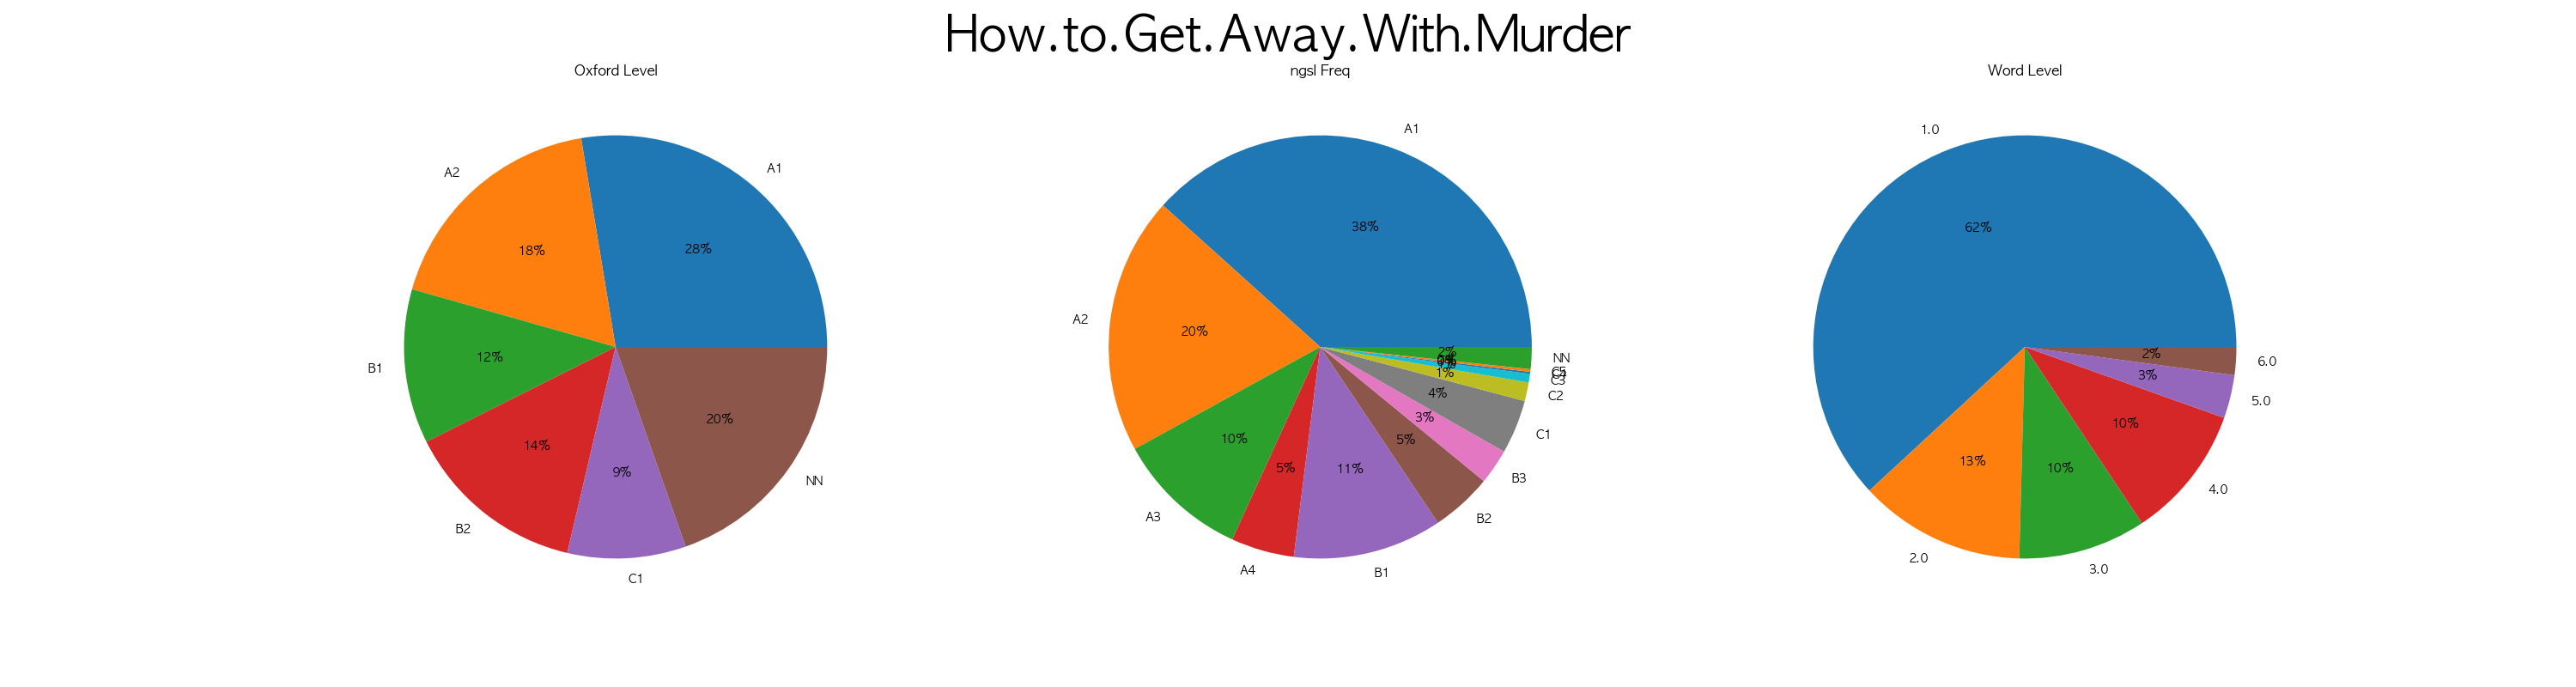 How.to.Get.Away.With.Murder
Oxford Level
A1
28%
A2
18%
B1
12%
B2
14%
C1
9%
NN
20%
ngsl Freq
A1
38%
A2
20%
A3
10%
A4
5%
B1
11%
B2
5%
B3
3%
C1
4%
C2
1%
C3
NN
2%
Word Level
1.0
62%
2.0
13%
3.0
10%
4.0
10%
5.0
3%
6.0
2%